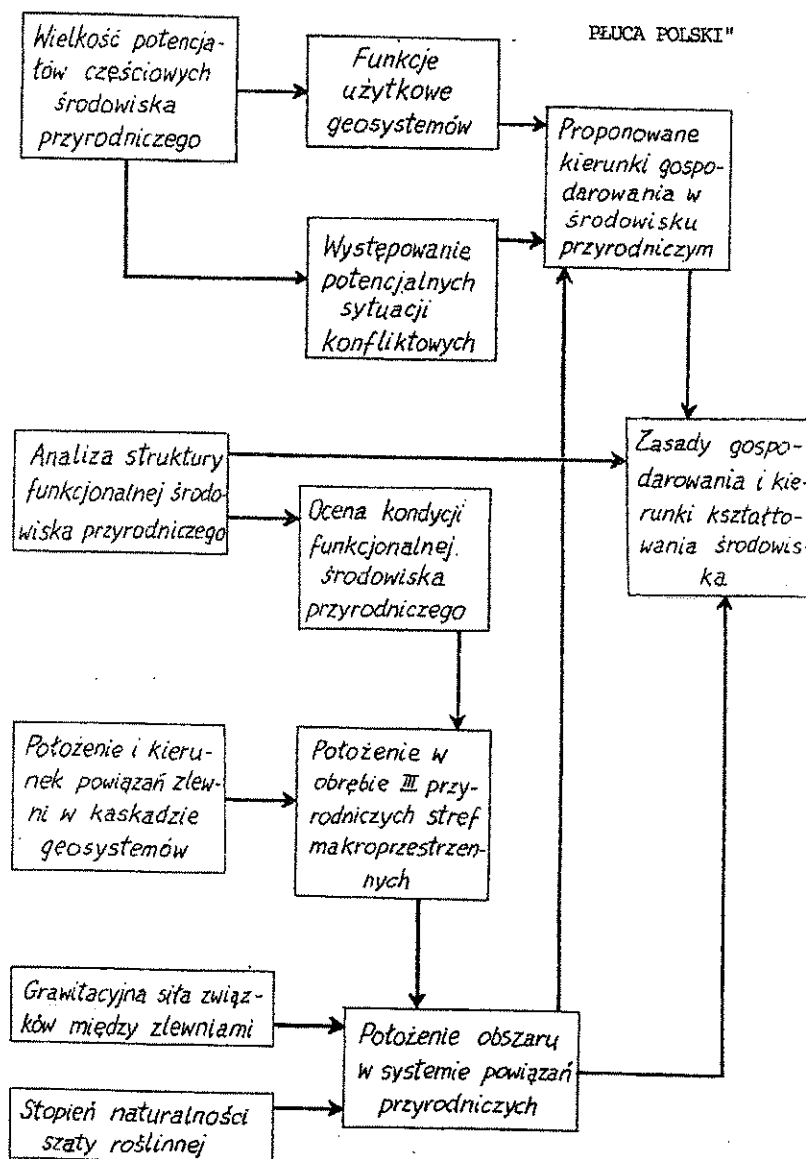 PŁUCA POLSKI"
Wielkość potencja-
łów częściowych
środowiska
przyrodniczego
Funkcje
użytkowe
geosystemów
Proponowane
kierunki gospo-
darowania w
środowisku
przyrodniczym
Występowanie
potencjalnych
sytuacji
konfliktowych
Analiza struktury
funkcjonalnej środo-
wiska przyrodniczego
Zasady gospo-
darowania i kie-
runki kształto-
wania środowis-
ka
Ocena kondycji
funkcjonalnej.
środowiska
przyrodniczego
Położenie i kieru-
nek powiązań zlew-
ni w kaskadzie
geosystemów
Położenie w
obrębie III przy-
rodniczych stref
makroprzestrzen-
nych
Grawitacyjna siła związ-
ków między zlewniami
Położenie obszaru
w systemie powiązań
przyrodniczych
Stopień naturalności
szaty roślinnej